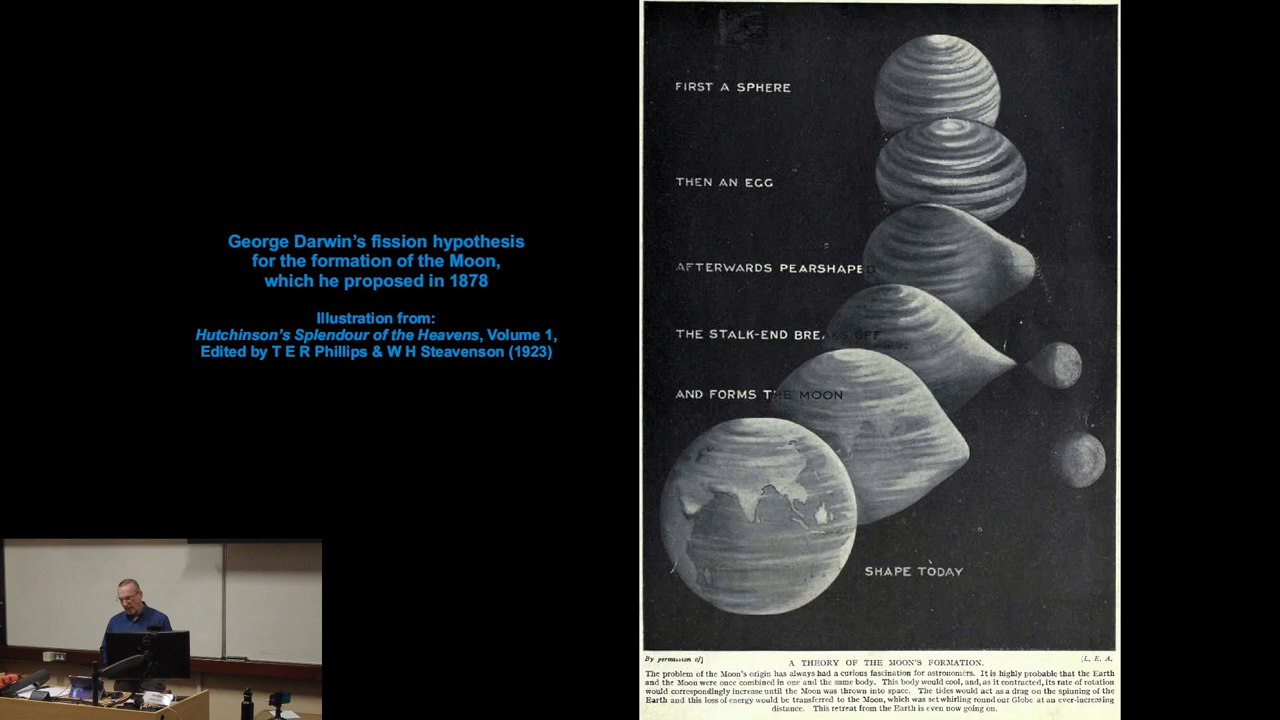 George Darwin’s fission hypothesis
for the formation of the Moon,
which he proposed in 1878
Illustration from:
Hutchinson’s Splendour of the Heavens, Volume 1,
Edited by T E R Phillips & W H Steavenson (1923)
FIRST A SPHERE
THEN AN EGG
AFTERWARDS PEARSHAPED
THE STALK-END BREAKS OFF
AND FORMS THE MOON
SHAPE TODAY
By permission of]
[L. E. A.
A THEORY OF THE MOON'S FORMATION.
The problem of the Moon's origin has always had a curious fascination for astronomers. It is highly probable that the Earth
and the Moon were once combined in one and the same body. This body would cool, and, as it contracted, its rate of rotation
would correspondingly increase until the Moon was thrown into space. The tides would act as a drag on the spinning of the
Earth and this loss of energy would be transferred to the Moon, which was set whirling round our Globe at an ever-increasing
distance. This retreat from the Earth is even now going on.